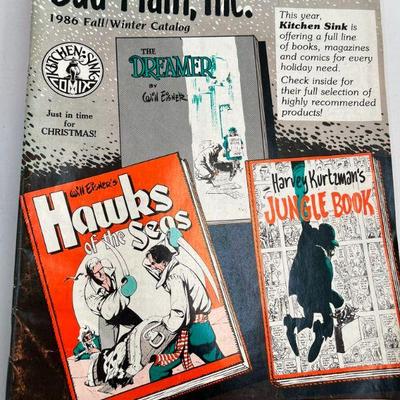 Inc.
1986 Fall/Winter Catalog
This year,
Kitchen Sink is
offering a full line
of books, magazines
and comics for every
holiday need.
Check inside for
their full selection of
highly recommended
products!
KITCHEN SINK
COMIX
Just in time
for
CHRISTMAS!
THE
DREAMER
BY
Will Eisner
Will Eisner's
Hawks
of the Seas
Harvey Kurtzman's
JUNGLE BOOK